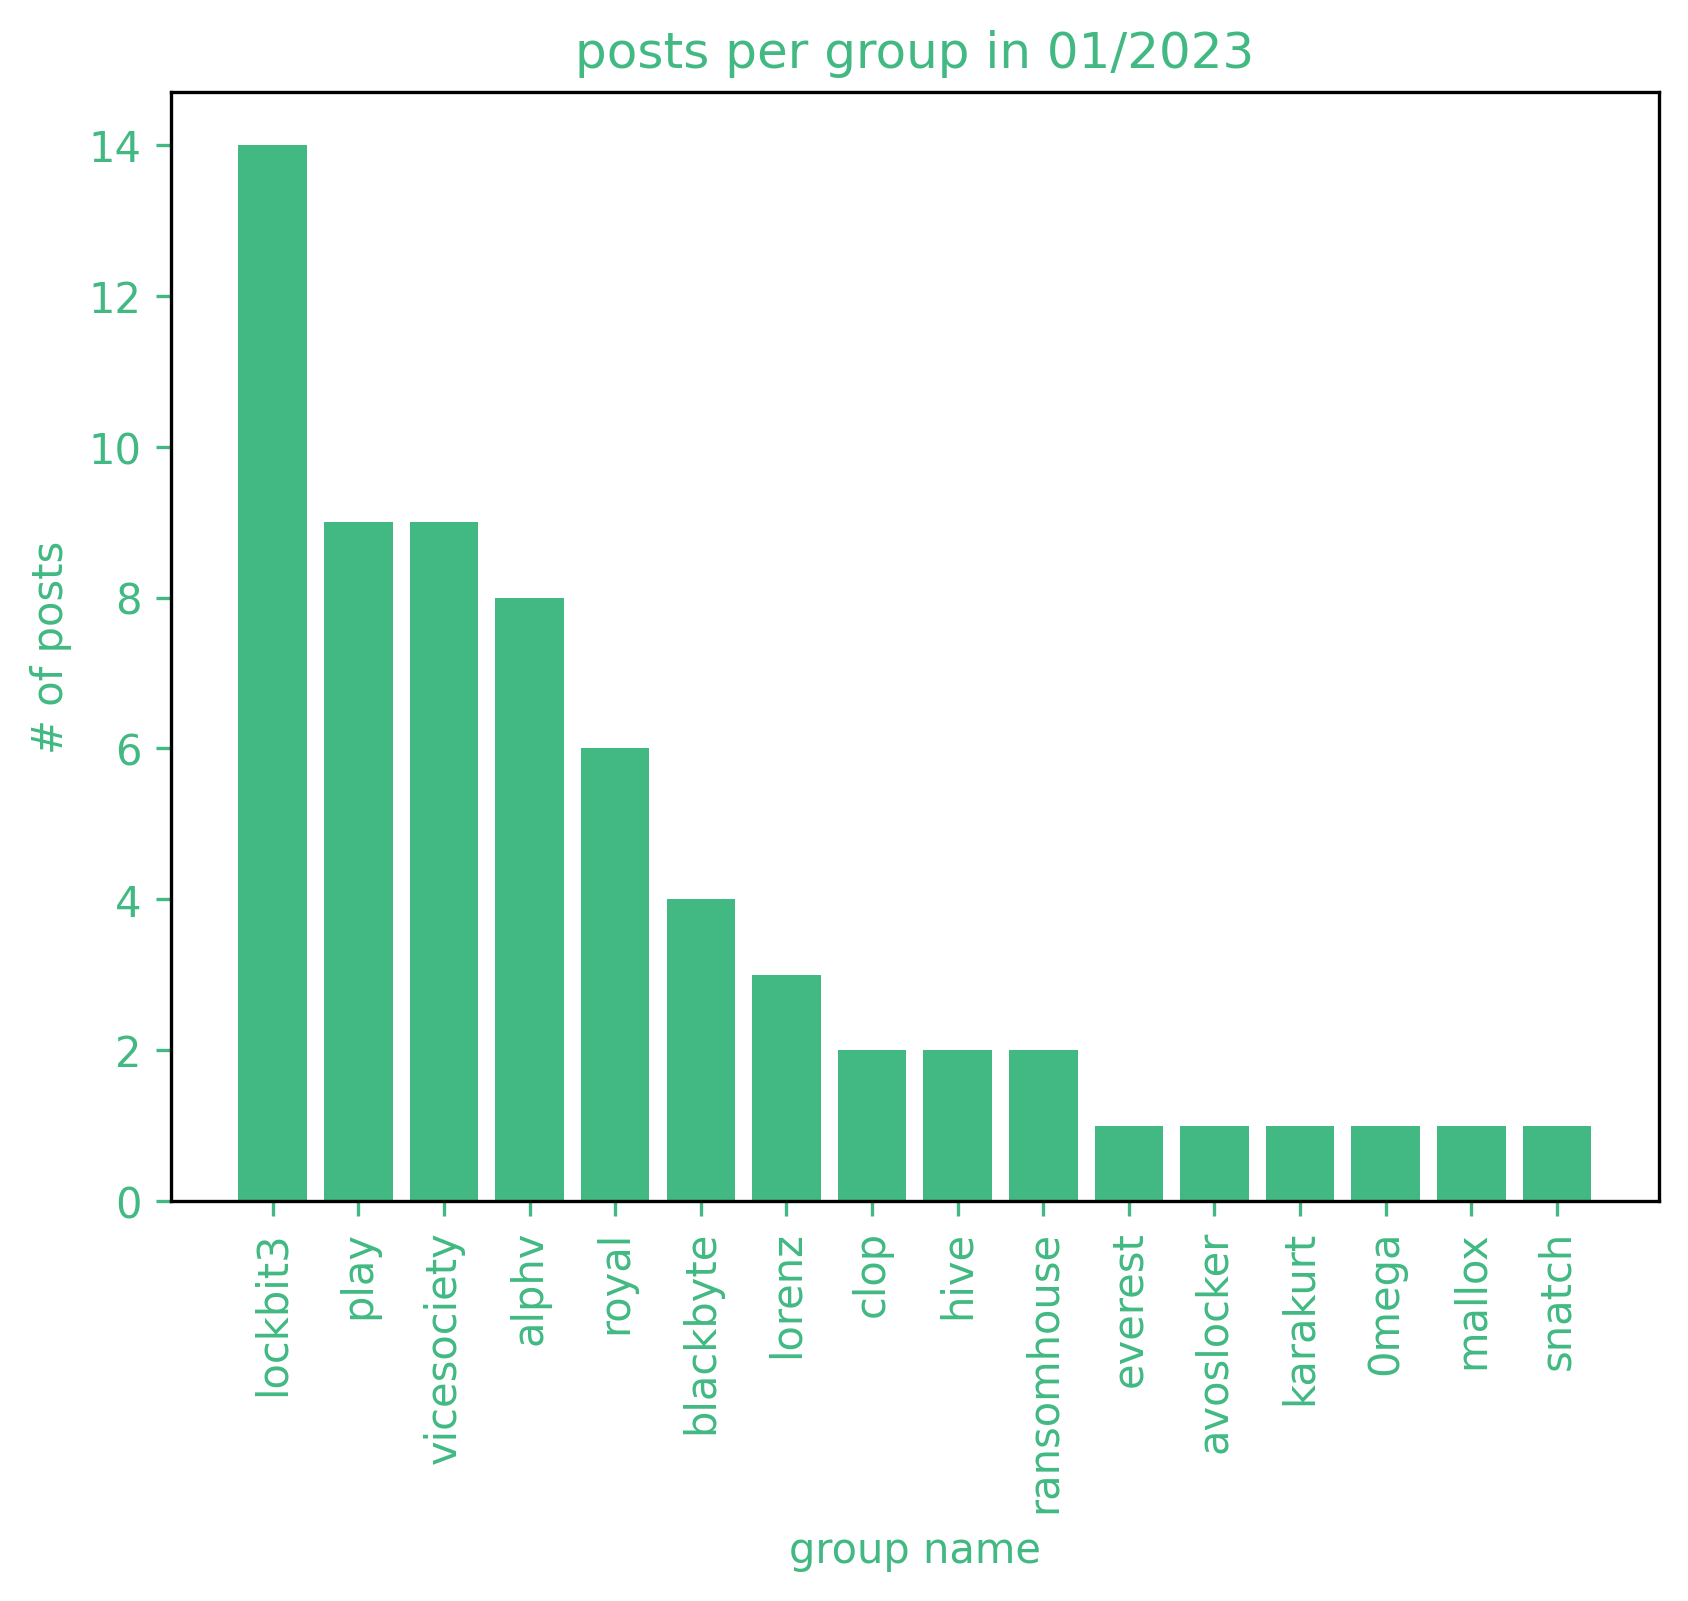 posts per group in 01/2023
14
12
10
8
6
4
2
0
# of posts
lockbit3
play
vicesociety
alphv
royal
blackbyte
lorenz
clop
hive
ransomhouse
everest
avoslocker
karakurt
0mega
mallox
snatch
group name